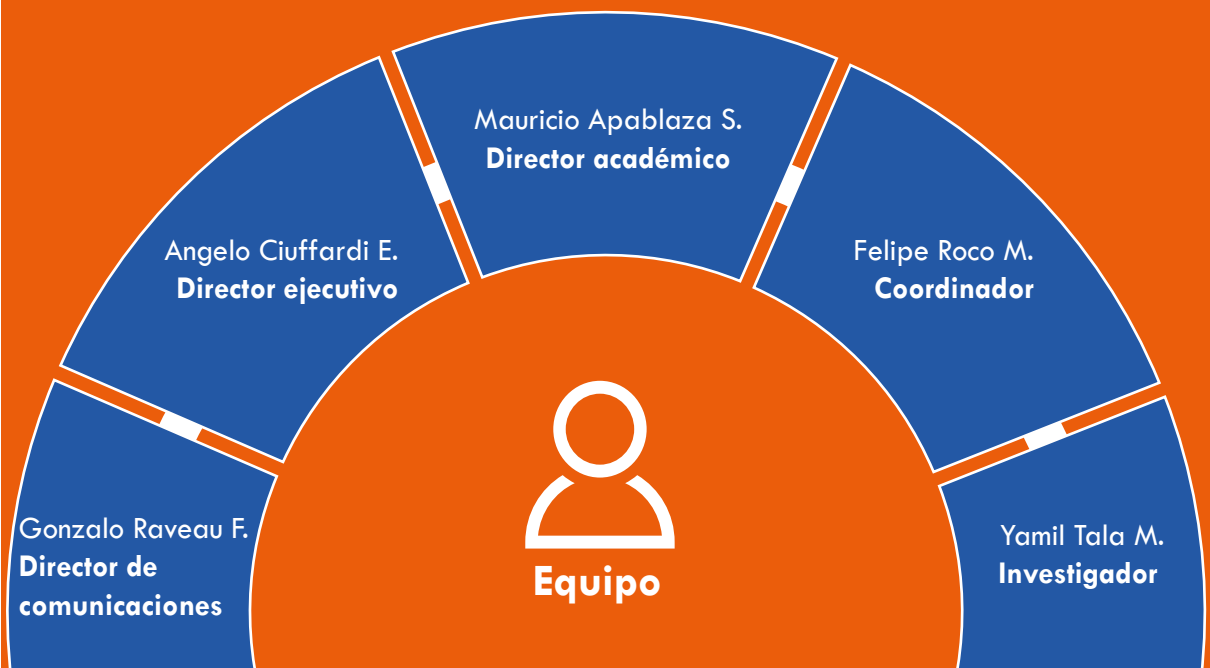 Mauricio Apablaza S.
Director académico
Angelo Ciuffardi E.
Director ejecutivo
Felipe Roco M.
Coordinador
Gonzalo Raveau F.
Director de
comunicaciones
Yamil Tala M.
Investigador
Equipo